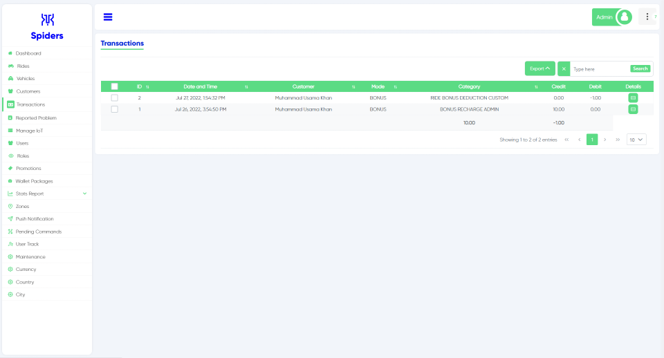 Spiders
Dashboard
Rides
Vehicles
Customers
Transactions
Reported Problem
Manage IoT
Users
Roles
Promotions
Wallet Packages
Stats Report
Zones
Push Notification
Pending Commands
User Track
Maintenance
Currency
Country
City
Admin
Transactions
Export Type here Search
ID Date and Time Customer Mode Category Credit Debit Details
2 Jul 27, 2022, 1:54:32 PM Muhammad Usama Khan BONUS RIDE BONUS DEDUCTION CUSTOM 0.00 -1.00
1 Jul 26, 2022, 3:54:50 PM Muhammad Usama Khan BONUS BONUS RECHARGE ADMIN 10.00 0.00
10.00 -1.00
Showing 1 to 2 of 2 entries « ‹ 1 › » 10